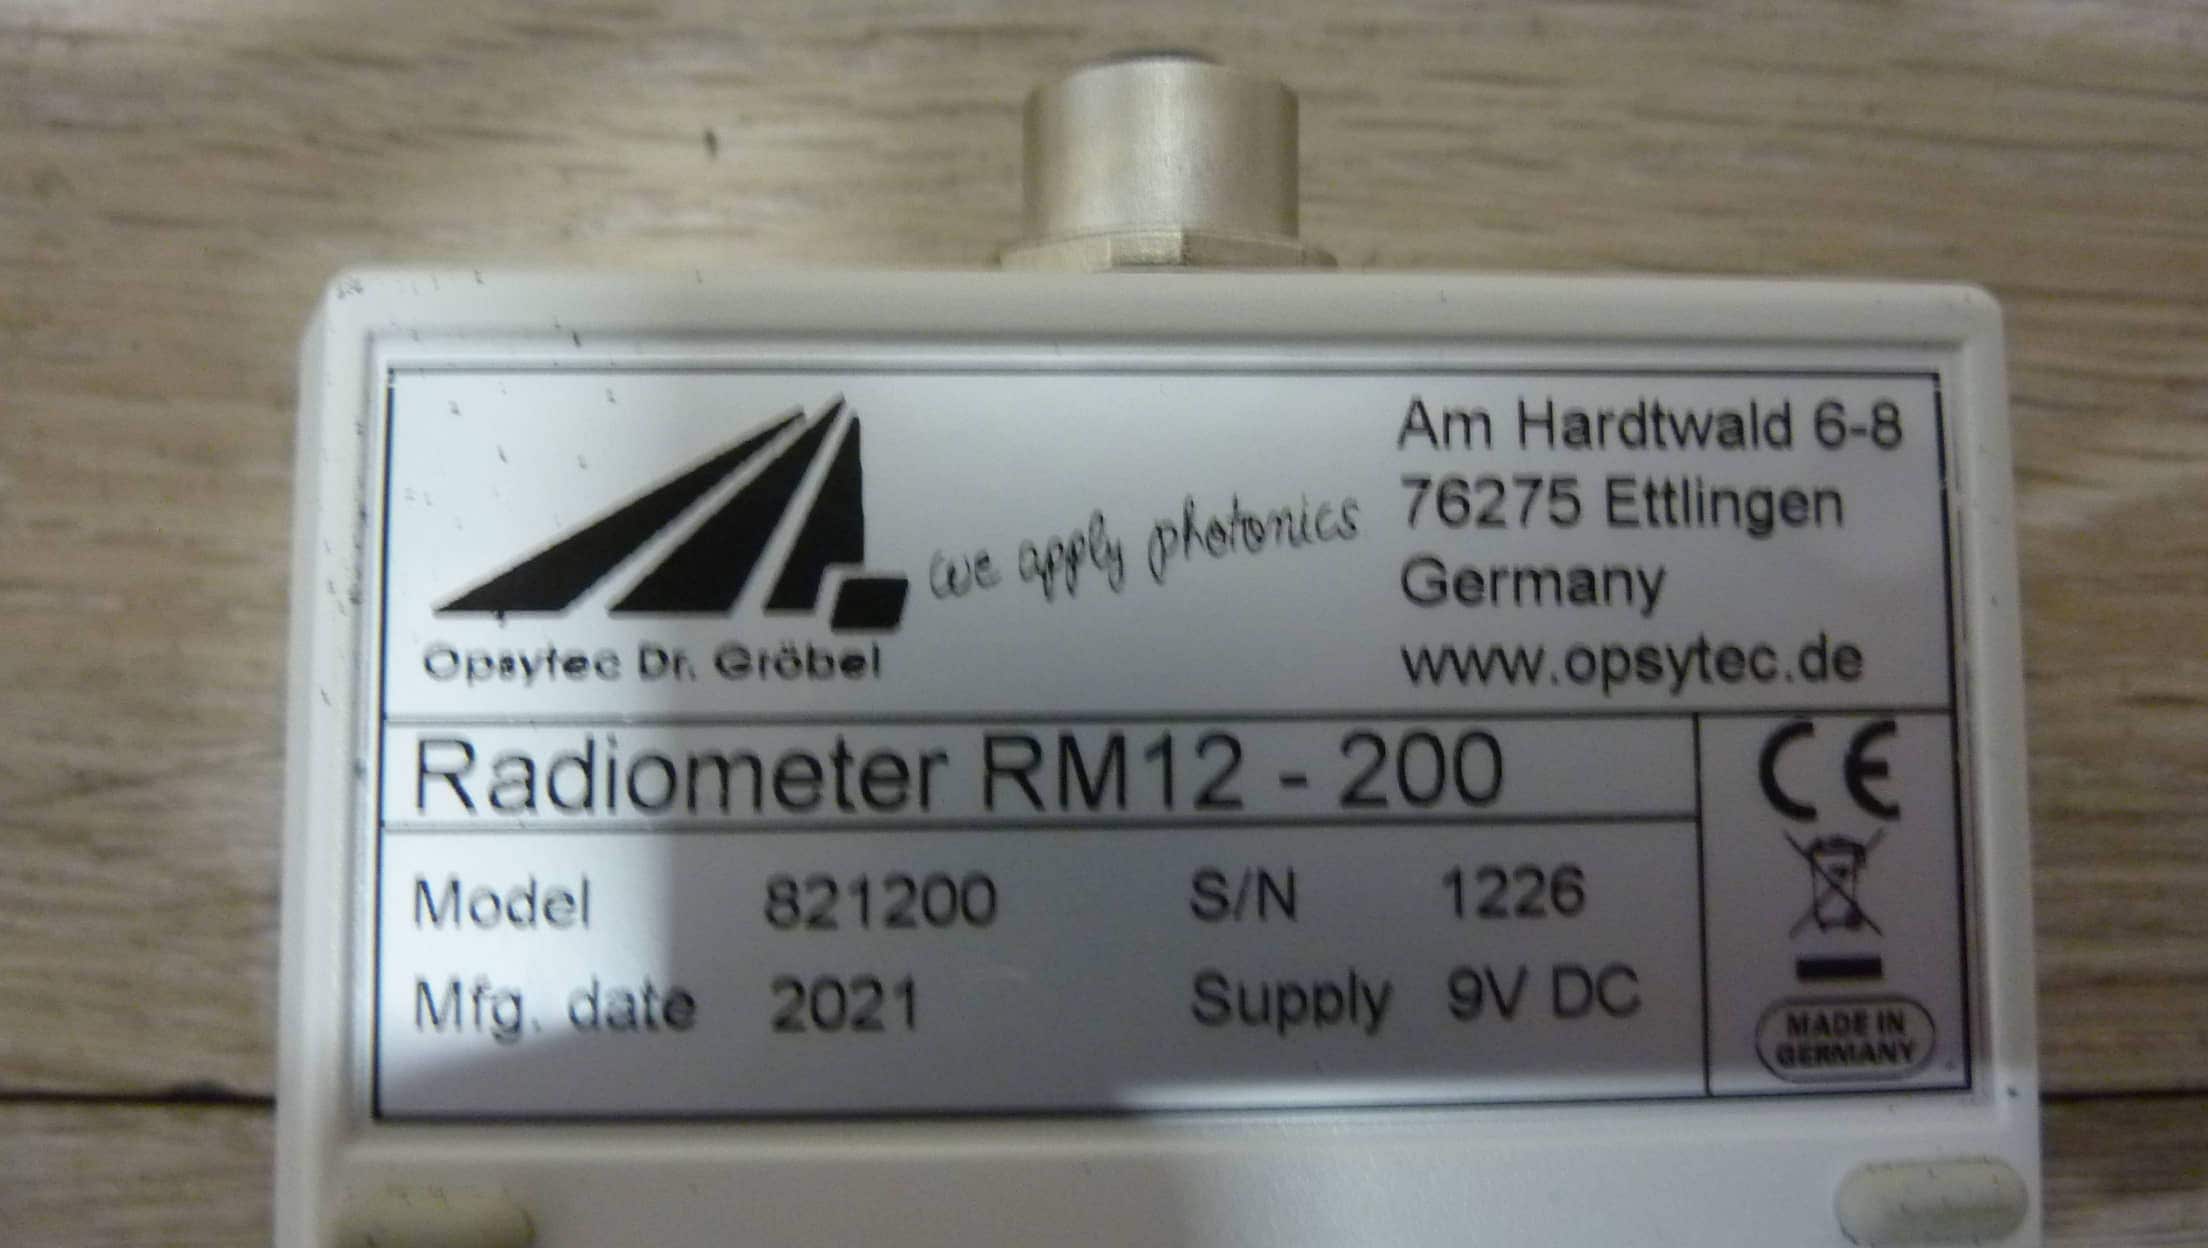 Am Hardtwald 6-8
76275 Ettlingen
Germany
www.opsytec.de
we apply photonics
Opsytec Dr. Gröbel
Radiometer RM12 - 200
CE
Model 821200 S/N 1226
Mfg. date 2021 Supply 9V DC
MADE IN
GERMANY